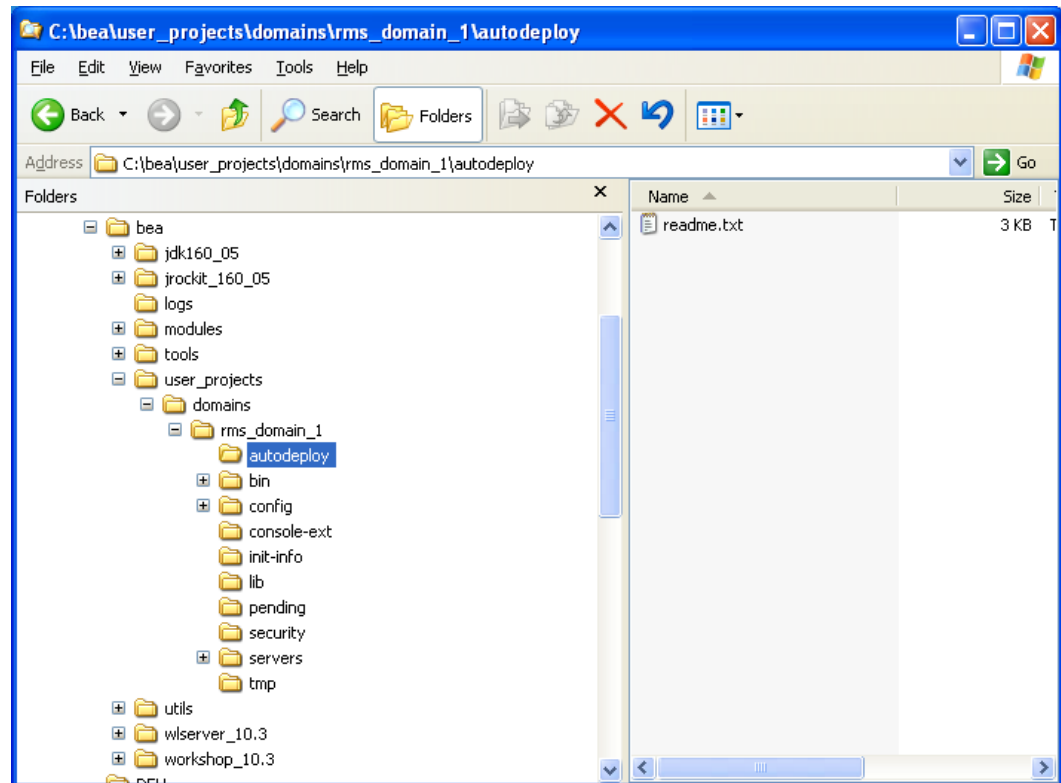 C:\bea\user_projects\domains\rms_domain_1\autodeploy
File Edit View Favorites Tools Help
Back Search Folders
Address C:\bea\user_projects\domains\rms_domain_1\autodeploy Go
Folders
Name Size
bea
jdk160_05
jrockit_160_05
logs
modules
tools
user_projects
domains
rms_domain_1
autodeploy
bin
config
console-ext
init-info
lib
pending
security
servers
tmp
utils
wlserver_10.3
workshop_10.3
readme.txt 3 KB T